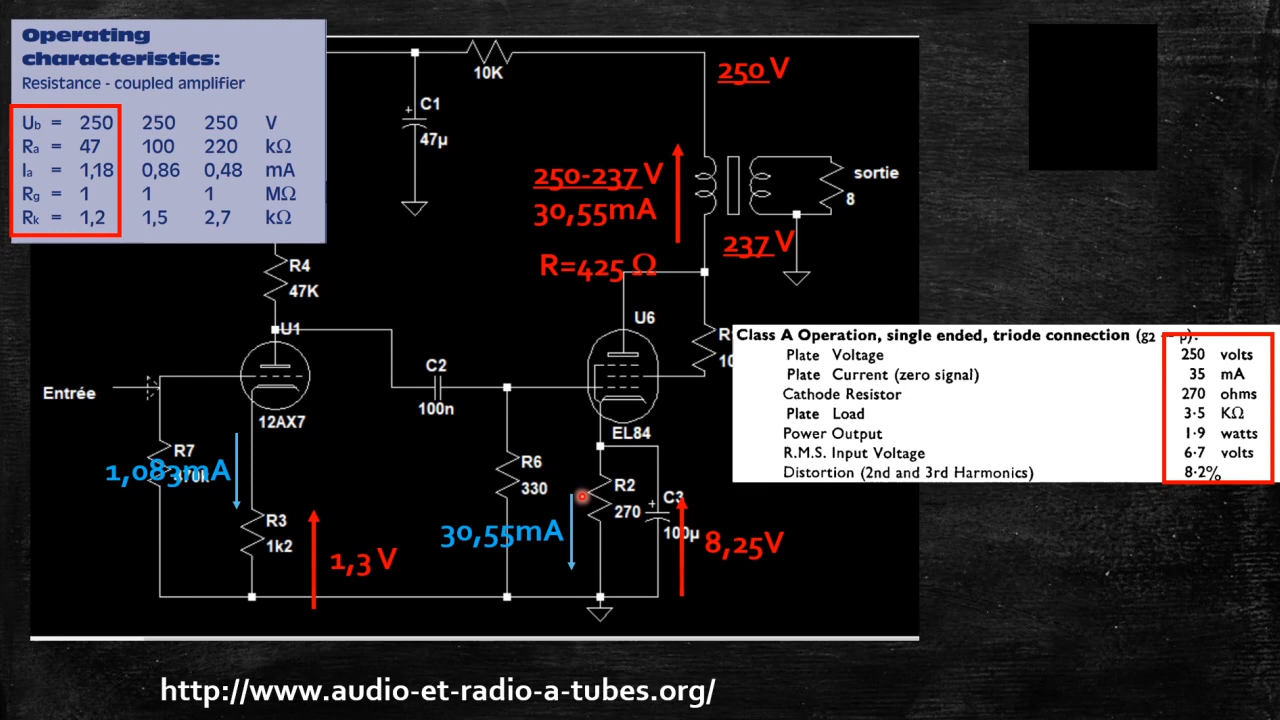 Operating
characteristics:
Resistance - coupled amplifier
Ub = 250 250 250 V
Ra = 47 100 220 kΩ
Ia = 1,18 0,86 0,48 mA
Rg = 1 1 1 MΩ
Rk = 1,2 1,5 2,7 kΩ
10K
250 V
C1
47µ
250-237 V
30,55mA
R=425 Ω
sortie
8
237 V
R4
47K
U1
U6
C2
100n
Entrée
12AX7
EL84
Class A Operation, single ended, triode connection (g2 – p).
Plate Voltage 250 volts
Plate Current (zero signal) 35 mA
Cathode Resistor 270 ohms
Plate Load 3·5 KΩ
Power Output 1·9 watts
R.M.S. Input Voltage 6·7 volts
Distortion (2nd and 3rd Harmonics) 8·2%
R7
470k
1,083mA
R6
330
R2
270
C3
100µ
R3
1k2
30,55mA
8,25V
1,3 V
http://www.audio-et-radio-a-tubes.org/